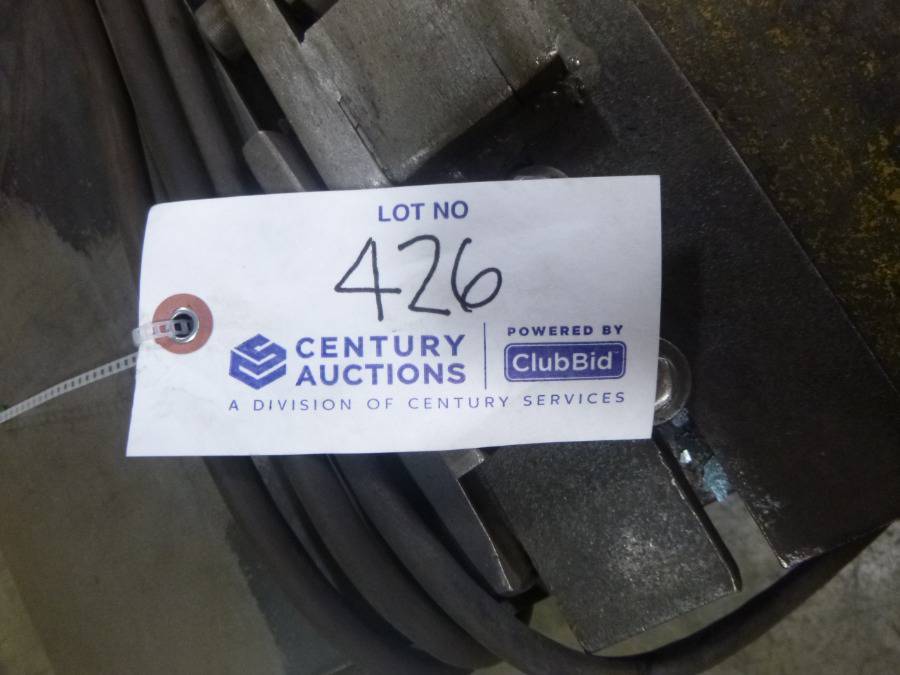 LOT NO
426
CENTURY
AUCTIONS
POWERED BY
ClubBid
A DIVISION OF CENTURY SERVICES